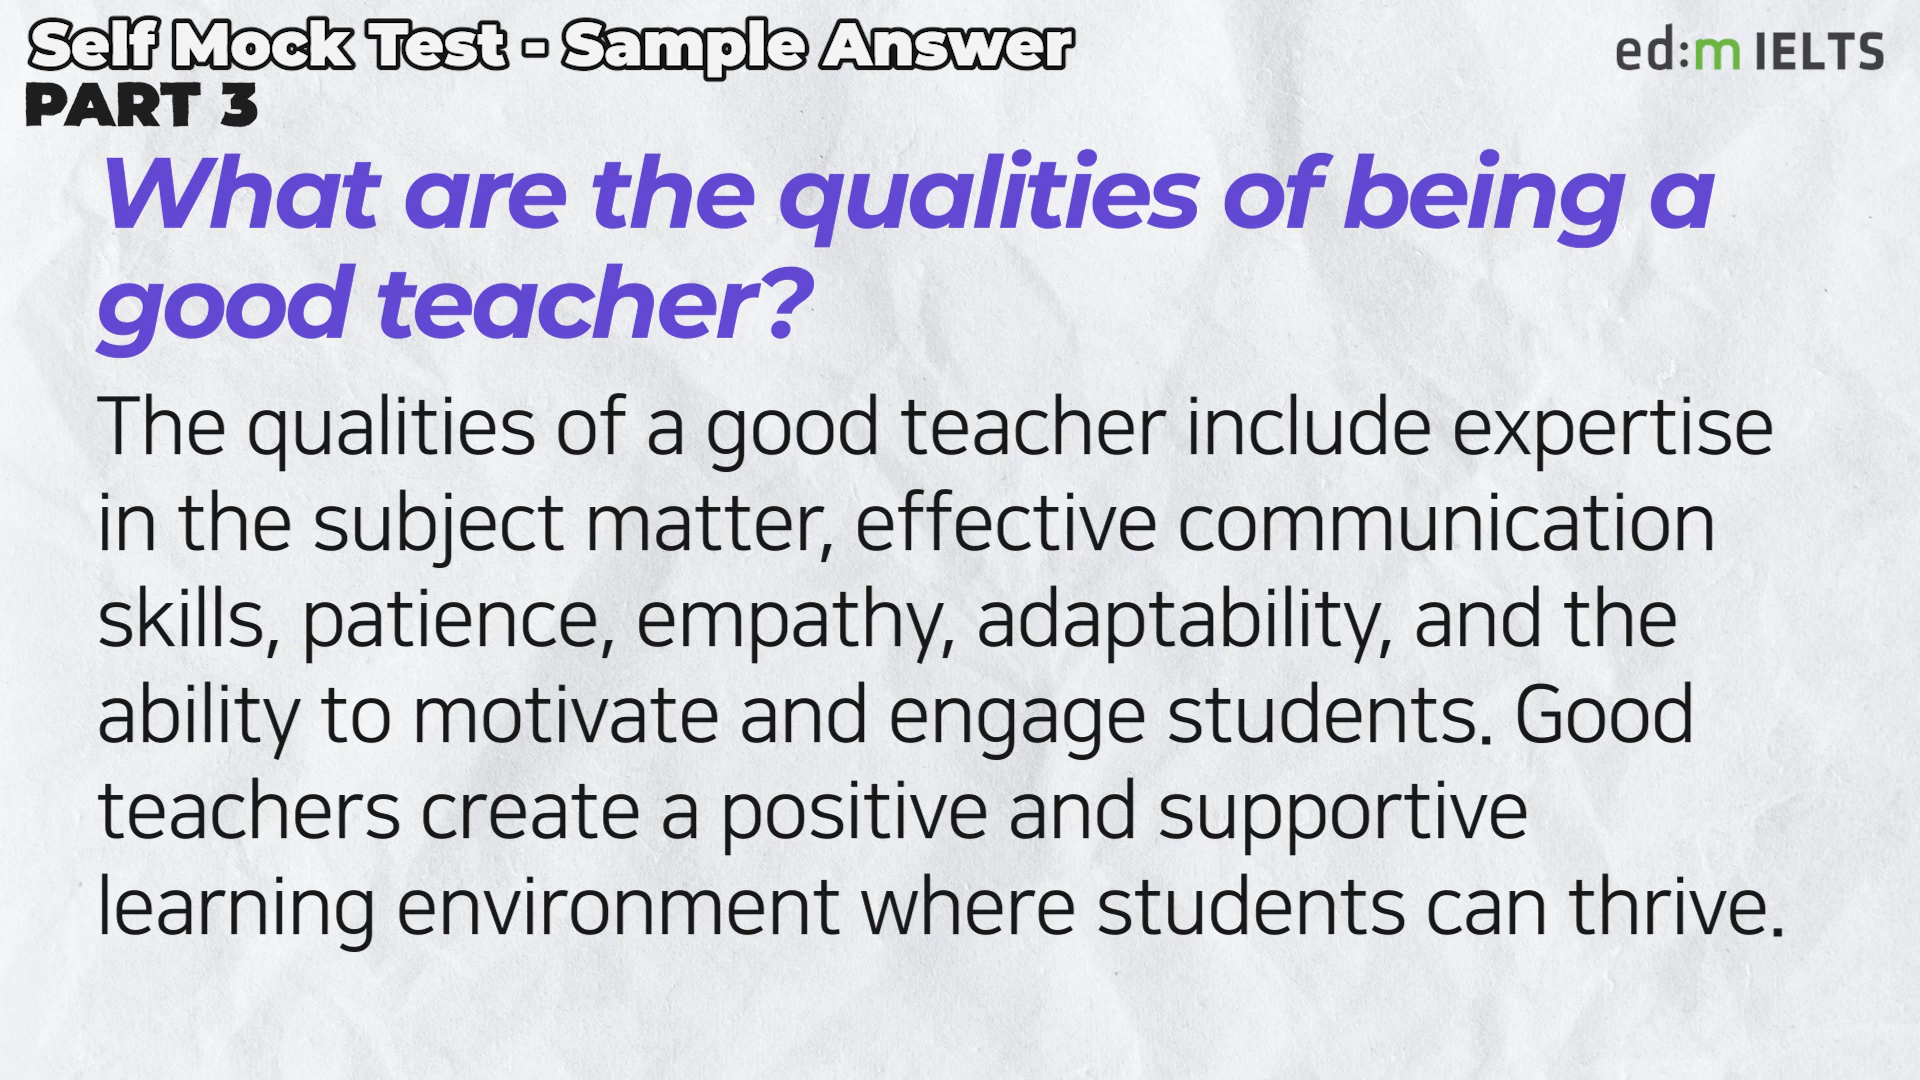 Self Mock Test - Sample Answer
ed:m IELTS
PART 3
What are the qualities of being a
good teacher?
The qualities of a good teacher include expertise
in the subject matter, effective communication
skills, patience, empathy, adaptability, and the
ability to motivate and engage students. Good
teachers create a positive and supportive
learning environment where students can thrive.